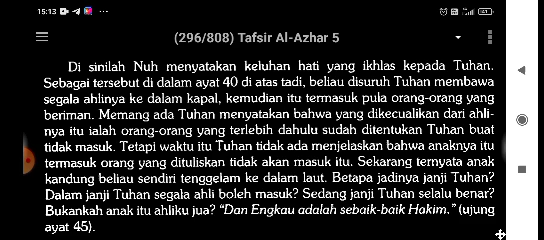 15:13
(296/808) Tafsir Al-Azhar 5
Di sinilah Nuh menyatakan keluhan hati yang ikhlas kepada Tuhan.
Sebagai tersebut di dalam ayat 40 di atas tadi, beliau disuruh Tuhan membawa
segala ahlinya ke dalam kapal, kemudian itu termasuk pula orang-orang yang
beriman. Memang ada Tuhan menyatakan bahwa yang dikecualikan dari ahli-
nya itu ialah orang-orang yang terlebih dahulu sudah ditentukan Tuhan buat
tidak masuk. Tetapi waktu itu Tuhan tidak ada menjelaskan bahwa anaknya itu
termasuk orang yang dituliskan tidak akan masuk itu. Sekarang ternyata anak
kandung beliau sendiri tenggelam ke dalam laut. Betapa jadinya janji Tuhan?
Dalam janji Tuhan segala ahli boleh masuk? Sedang janji Tuhan selalu benar?
Bukankah anak itu ahliku jua? "Dan Engkau adalah sebaik-baik Hakim." (ujung
ayat 45).